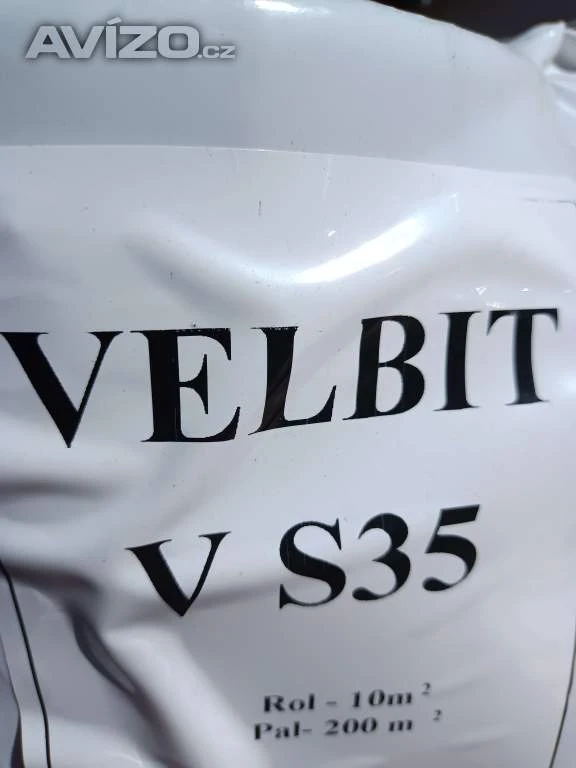 AVÍZO.cz
VELBIT
V S35
Rol - 10m²
Pal- 200 m ²